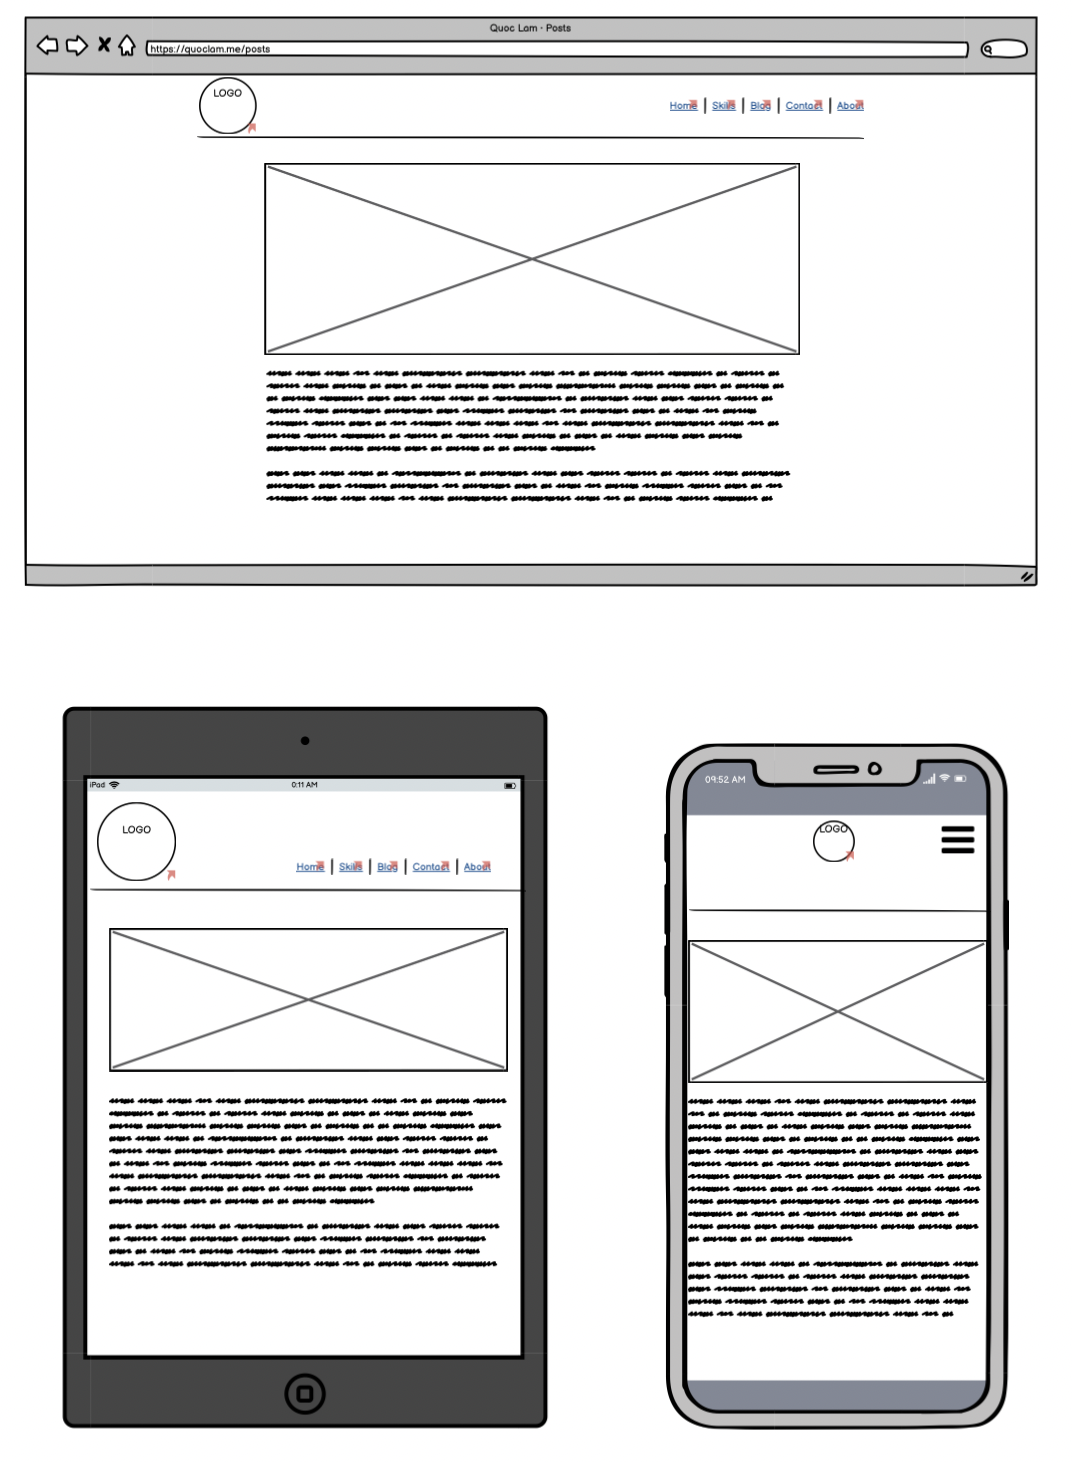 Quoc Lam · Posts
https://quoclam.me/posts
LOGO
Home | Skills | Blog | Contact | About
iPad 0:11 AM
LOGO
Home | Skills | Blog | Contact | About
09:52 AM
LOGO